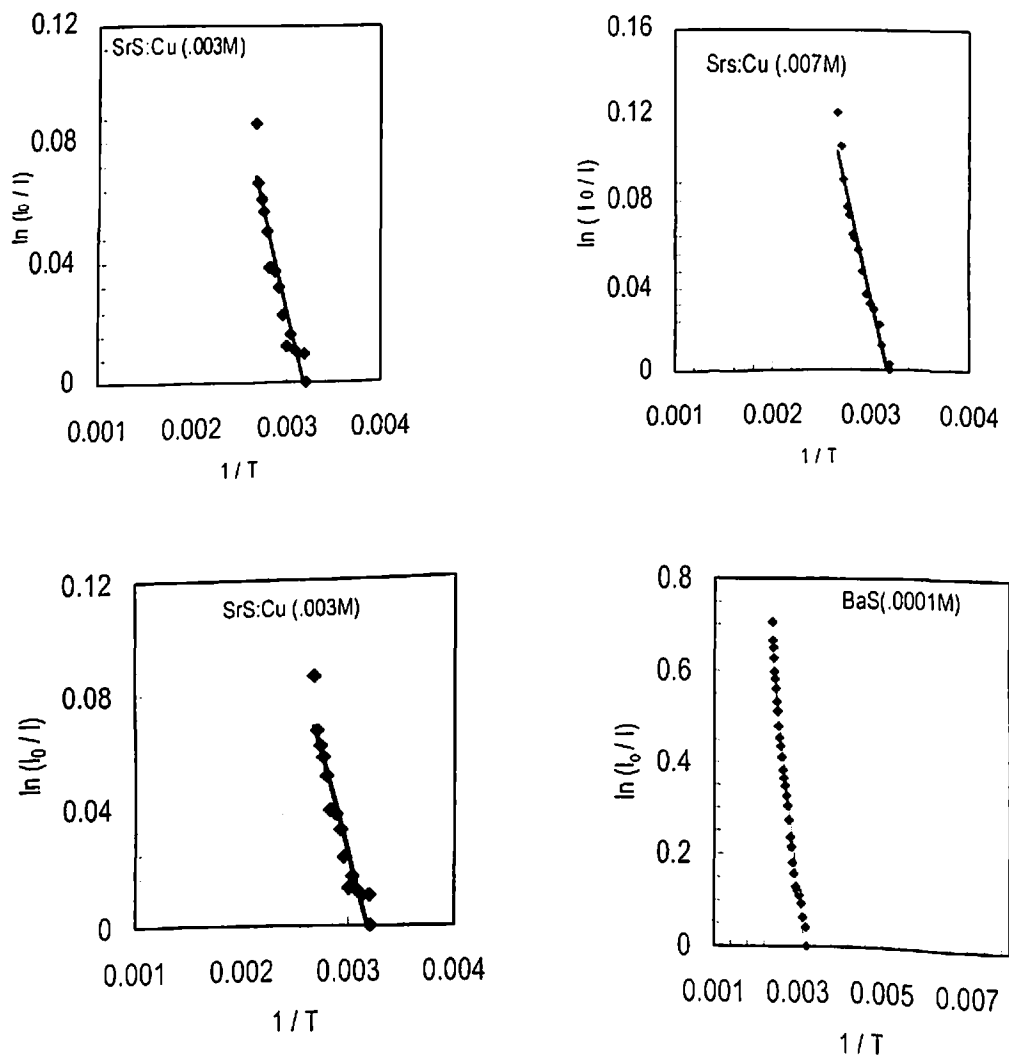 0.12
SrS:Cu (.003M)
0.08
0.04
0
ln (I₀ / I)
0.001 0.002 0.003 0.004
1 / T
0.16
Srs:Cu (.007M)
0.12
0.08
0.04
0
ln ( I 0 / I)
0.001 0.002 0.003 0.004
1 / T
0.12
SrS:Cu (.003M)
0.08
0.04
0
ln (I₀ / I)
0.001 0.002 0.003 0.004
1 / T
0.8
BaS(.0001M)
0.6
0.4
0.2
0
ln (I₀ / I)
0.001 0.003 0.005 0.007
1 / T